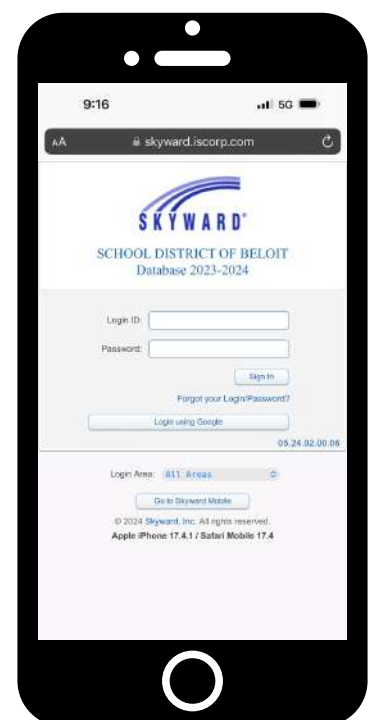 9:16
5G
AA skyward.iscorp.com
SKYWARD®
SCHOOL DISTRICT OF BELOIT
Database 2023-2024
Login ID:
Password:
Sign In
Forgot your Login/Password?
Login using Google
05.24.02.00.06
Login Area: All Areas
Go to Skyward Mobile
© 2024 Skyward, Inc. All rights reserved.
Apple iPhone 17.4.1 / Safari Mobile 17.4